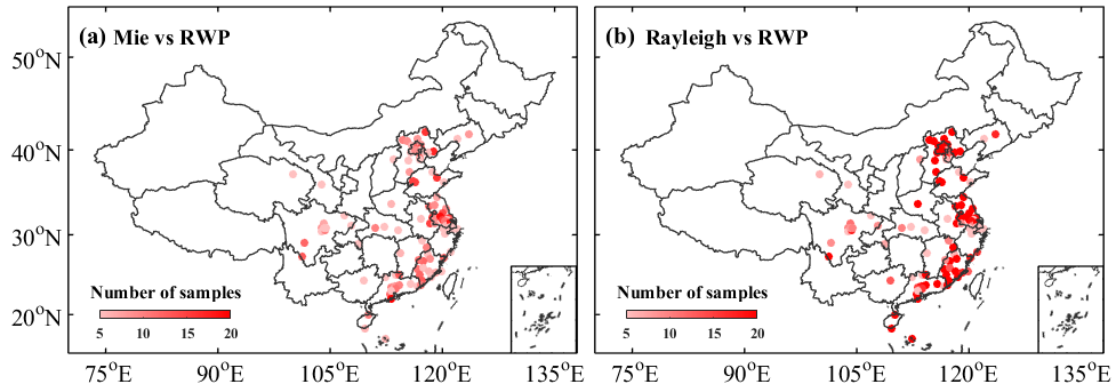 (a) Mie vs RWP
(b) Rayleigh vs RWP
50°N
40°N
30°N
20°N
Number of samples
5 10 15 20
Number of samples
5 10 15 20
75°E 90°E 105°E 120°E 135°E
75°E 90°E 105°E 120°E 135°E